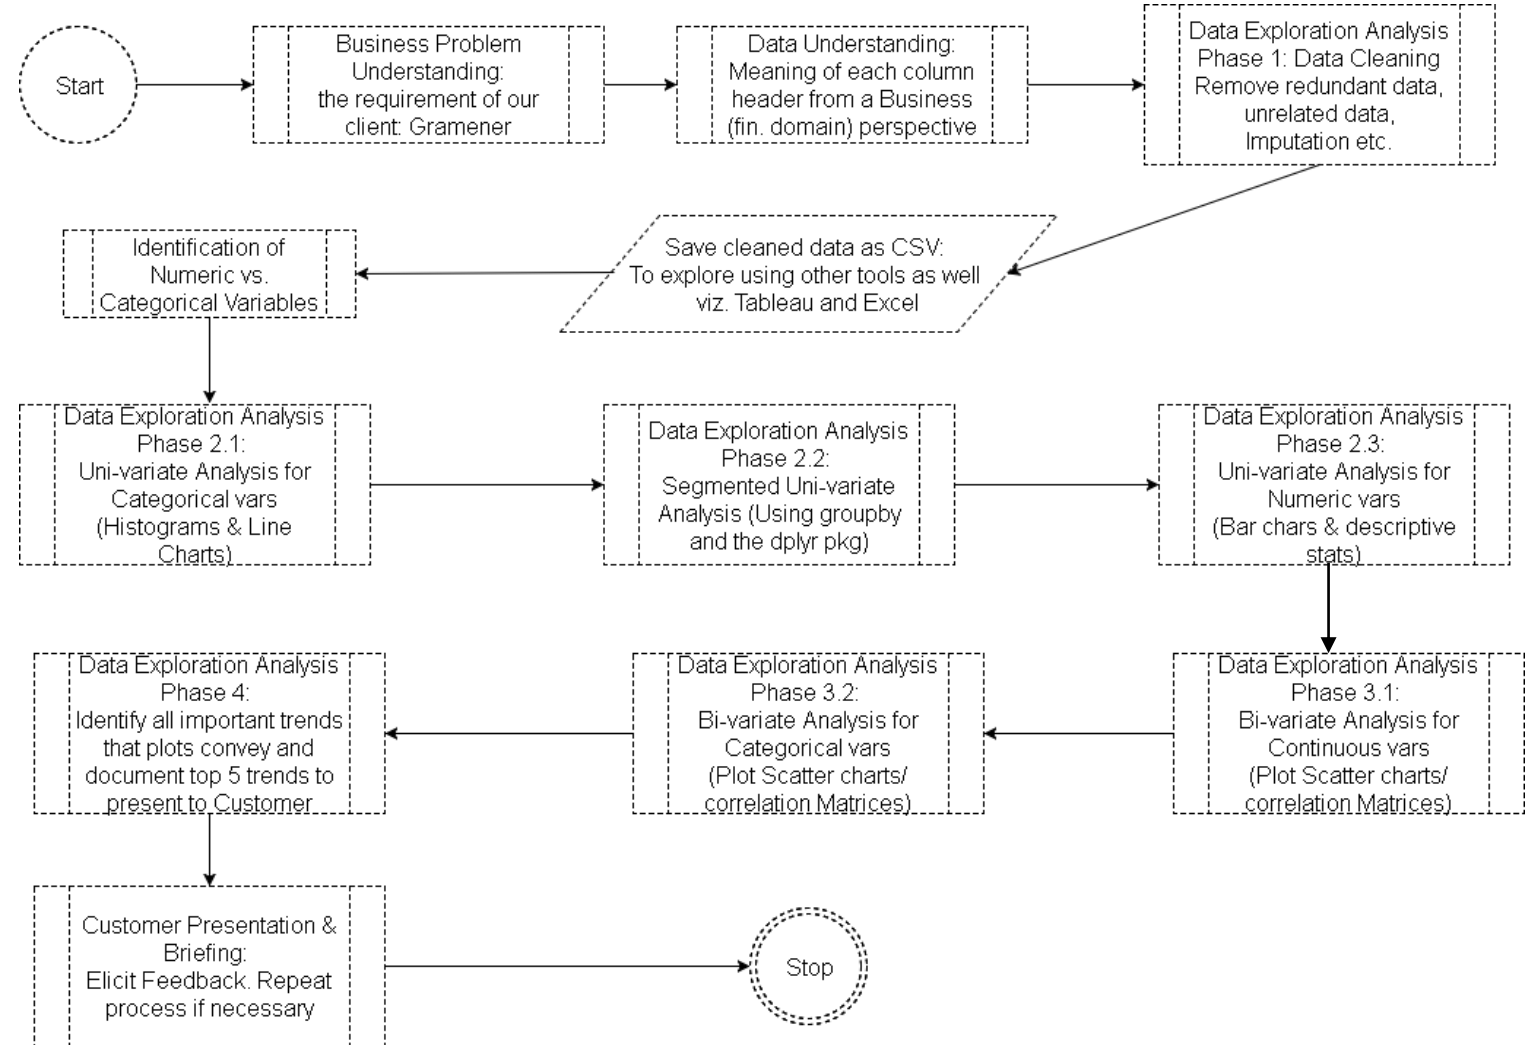 Start
Business Problem
Understanding:
the requirement of our
client: Gramener
Data Understanding:
Meaning of each column
header from a Business
(fin. domain) perspective
Data Exploration Analysis
Phase 1: Data Cleaning
Remove redundant data,
unrelated data,
Imputation etc.
Save cleaned data as CSV:
To explore using other tools as well
viz. Tableau and Excel
Identification of
Numeric vs.
Categorical Variables
Data Exploration Analysis
Phase 2.1:
Uni-variate Analysis for
Categorical vars
(Histograms & Line
Charts)
Data Exploration Analysis
Phase 2.2:
Segmented Uni-variate
Analysis (Using groupby
and the dplyr pkg)
Data Exploration Analysis
Phase 2.3:
Uni-variate Analysis for
Numeric vars
(Bar chars & descriptive
stats)
Data Exploration Analysis
Phase 3.1:
Bi-variate Analysis for
Continuous vars
(Plot Scatter charts/
correlation Matrices)
Data Exploration Analysis
Phase 3.2:
Bi-variate Analysis for
Categorical vars
(Plot Scatter charts/
correlation Matrices)
Data Exploration Analysis
Phase 4:
Identify all important trends
that plots convey and
document top 5 trends to
present to Customer
Customer Presentation &
Briefing:
Elicit Feedback. Repeat
process if necessary
Stop